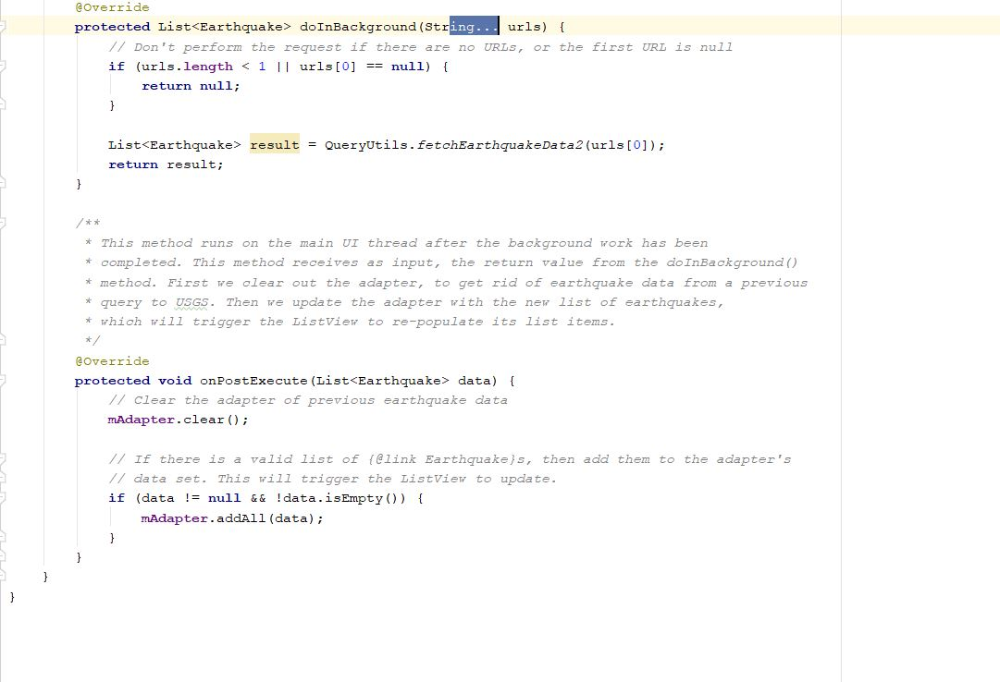 @Override
protected List<Earthquake> doInBackground(String... urls) {
// Don't perform the request if there are no URLs, or the first URL is null
if (urls.length < 1 || urls[0] == null) {
return null;
}
List<Earthquake> result = QueryUtils.fetchEarthquakeData2(urls[0]);
return result;
}
/**
* This method runs on the main UI thread after the background work has been
* completed. This method receives as input, the return value from the doInBackground()
* method. First we clear out the adapter, to get rid of earthquake data from a previous
* query to USGS. Then we update the adapter with the new list of earthquakes,
* which will trigger the ListView to re-populate its list items.
*/
@Override
protected void onPostExecute(List<Earthquake> data) {
// Clear the adapter of previous earthquake data
mAdapter.clear();
// If there is a valid list of {@link Earthquake}s, then add them to the adapter's
// data set. This will trigger the ListView to update.
if (data != null && !data.isEmpty()) {
mAdapter.addAll(data);
}
}
}
}